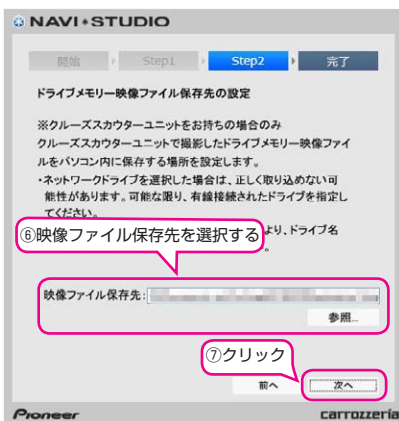 NAVI*STUDIO
開始 Step1 Step2 完了
ドライブメモリー映像ファイル保存先の設定
※クルーズスカウターユニットをお持ちの場合のみ
クルーズスカウターユニットで撮影したドライブメモリー映像ファイ
ルをパソコン内に保存する場所を設定します。
・ネットワークドライブを選択した場合は、正しく取り込めない可
能性があります。可能な限り、有線接続されたドライブを指定し
てください。
⑥映像ファイル保存先を選択する
より、ドライブ名
。
映像ファイル保存先:
参照...
⑦クリック
前へ 次へ
Pioneer carrozzeria